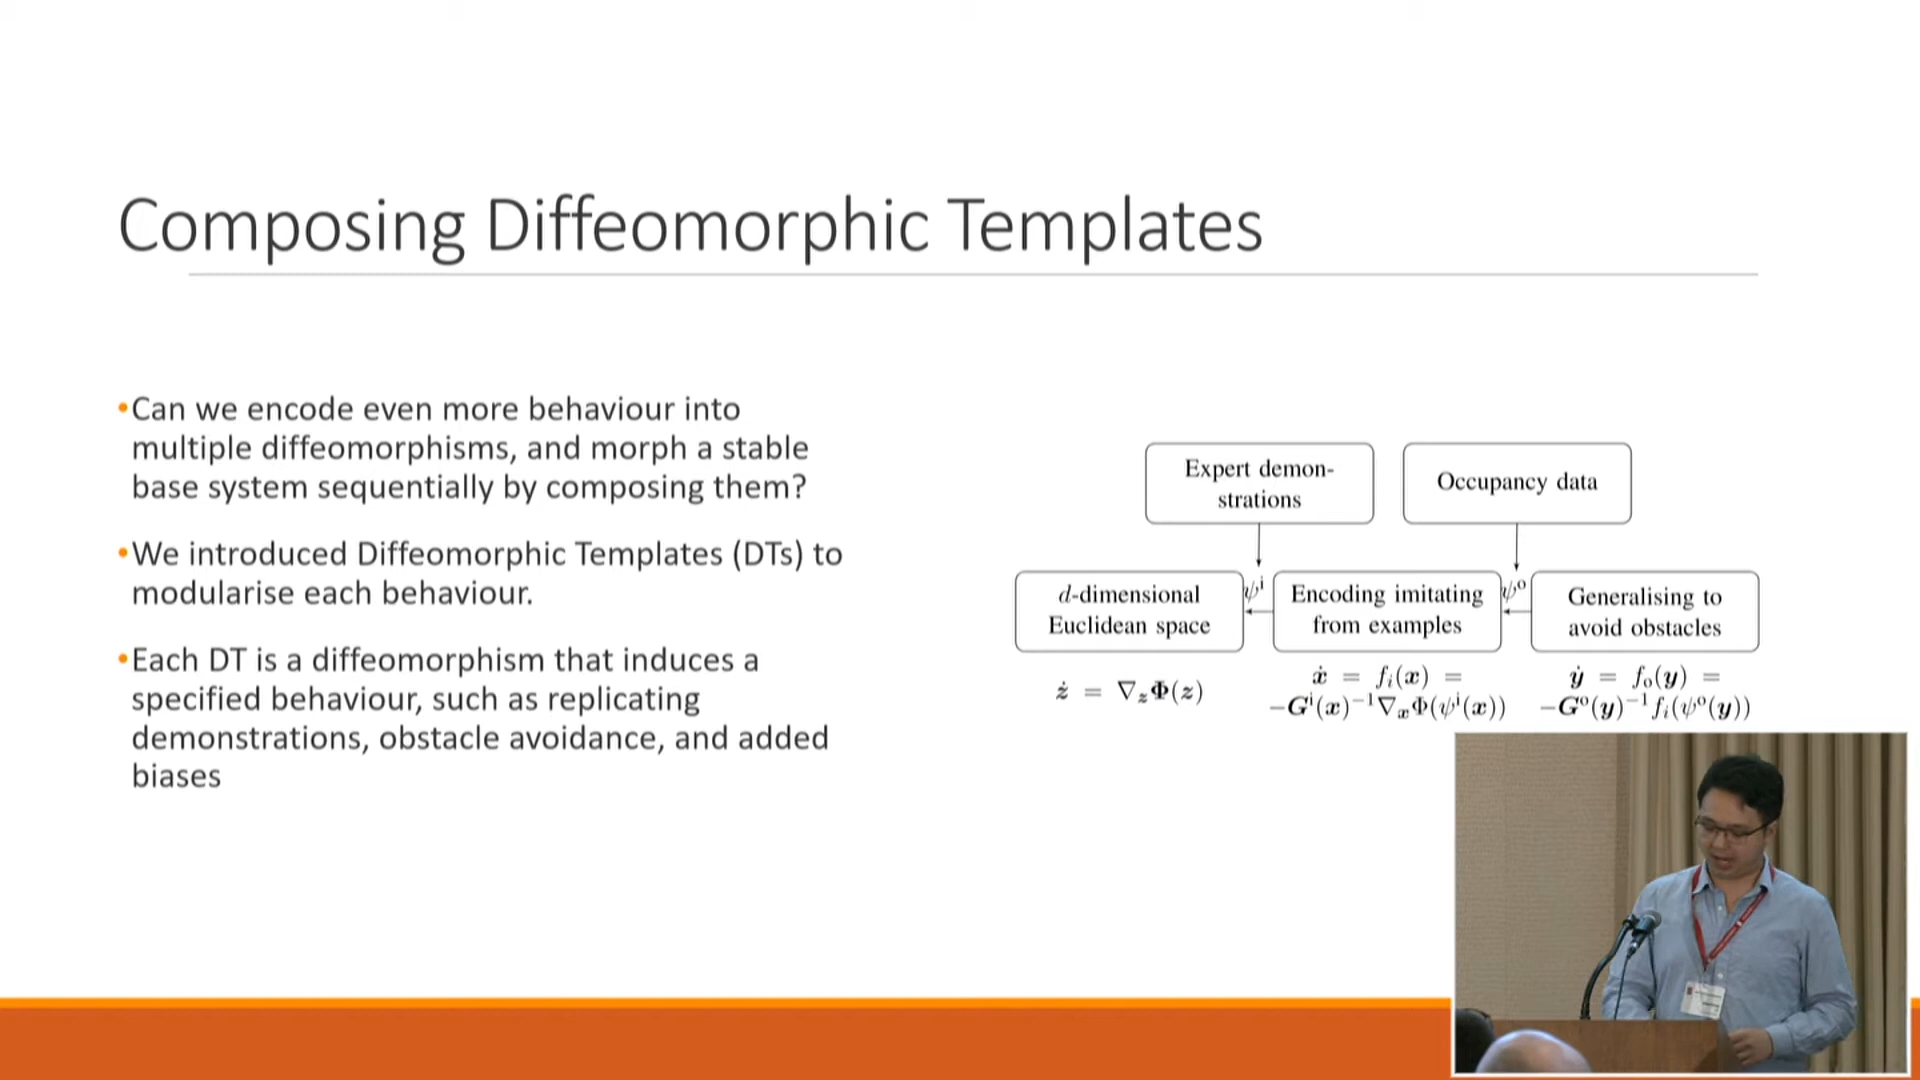 Composing Diffeomorphic Templates
•Can we encode even more behaviour into
multiple diffeomorphisms, and morph a stable
base system sequentially by composing them?
•We introduced Diffeomorphic Templates (DTs) to
modularise each behaviour.
•Each DT is a diffeomorphism that induces a
specified behaviour, such as replicating
demonstrations, obstacle avoidance, and added
biases
Expert demon-
strations
Occupancy data
d-dimensional
Euclidean space
ψⁱ
Encoding imitating
from examples
ψᵒ
Generalising to
avoid obstacles
ż = ∇_z Φ(z)
ẋ = f_i(x) =
−Gⁱ(x)⁻¹∇_x Φ(ψⁱ(x))
ẏ = f_o(y) =
−Gᵒ(y)⁻¹f_i(ψᵒ(y))